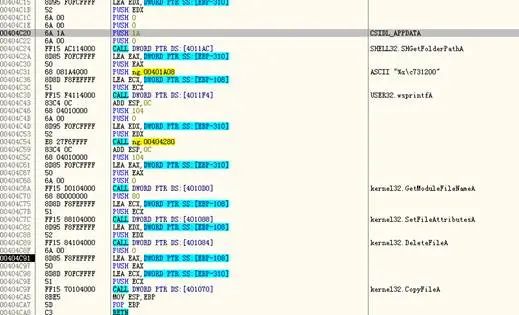 00404C15 8D95 F0FCFFFF LEA EDX,DWORD PTR SS:[EBP-310]
00404C1B 52 PUSH EDX
00404C1C 6A 00 PUSH 0
00404C1E 6A 00 PUSH 0
00404C20 6A 1A PUSH 1A CSIDL_APPDATA
00404C22 6A 00 PUSH 0
00404C24 FF15 AC114000 CALL DWORD PTR DS:[4011AC] SHELL32.SHGetFolderPathA
00404C2A 8D85 F0FCFFFF LEA EAX,DWORD PTR SS:[EBP-310]
00404C30 50 PUSH EAX
00404C31 68 081A4000 PUSH ng.00401A08 ASCII "%s\c731200"
00404C36 8D8D F8FEFFFF LEA ECX,DWORD PTR SS:[EBP-108]
00404C3C 51 PUSH ECX
00404C3D FF15 F4114000 CALL DWORD PTR DS:[4011F4] USER32.wsprintfA
00404C43 83C4 0C ADD ESP,0C
00404C46 68 04010000 PUSH 104
00404C4B 6A 00 PUSH 0
00404C4D 8D95 F0FCFFFF LEA EDX,DWORD PTR SS:[EBP-310]
00404C53 52 PUSH EDX
00404C54 E8 27F6FFFF CALL ng.00404280
00404C59 83C4 0C ADD ESP,0C
00404C5C 68 04010000 PUSH 104
00404C61 8D85 F0FCFFFF LEA EAX,DWORD PTR SS:[EBP-310]
00404C67 50 PUSH EAX
00404C68 6A 00 PUSH 0
00404C6A FF15 D0104000 CALL DWORD PTR DS:[4010D0] kernel32.GetModuleFileNameA
00404C70 68 80000000 PUSH 80
00404C75 8D8D F8FEFFFF LEA ECX,DWORD PTR SS:[EBP-108]
00404C7B 51 PUSH ECX
00404C7C FF15 88104000 CALL DWORD PTR DS:[401088] kernel32.SetFileAttributesA
00404C82 8D95 F8FEFFFF LEA EDX,DWORD PTR SS:[EBP-108]
00404C88 52 PUSH EDX
00404C89 FF15 84104000 CALL DWORD PTR DS:[401084] kernel32.DeleteFileA
00404C8F 6A 00 PUSH 0
00404C91 8D85 F8FEFFFF LEA EAX,DWORD PTR SS:[EBP-108]
00404C97 50 PUSH EAX
00404C98 8D8D F0FCFFFF LEA ECX,DWORD PTR SS:[EBP-310]
00404C9E 51 PUSH ECX
00404C9F FF15 70104000 CALL DWORD PTR DS:[401070] kernel32.CopyFileA
00404CA5 8BE5 MOV ESP,EBP
00404CA7 5D POP EBP
00404CA8 C3 RETN